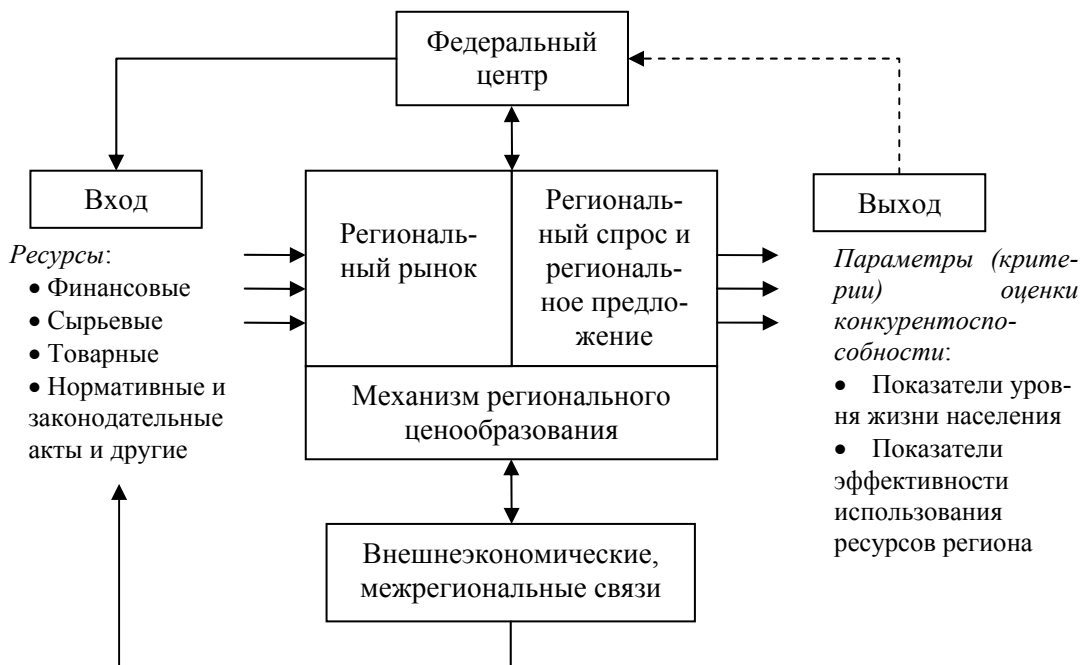 Федеральный
центр
Вход
Ресурсы:
• Финансовые
• Сырьевые
• Товарные
• Нормативные и
законодательные
акты и другие
Региональ-
ный рынок
Региональ-
ный спрос и
региональ-
ное предло-
жение
Механизм регионального
ценообразования
Внешнеэкономические,
межрегиональные связи
Выход
Параметры (крите-
рии) оценки
конкурентоспо-
собности:
• Показатели уров-
ня жизни населения
• Показатели
эффективности
использования
ресурсов региона